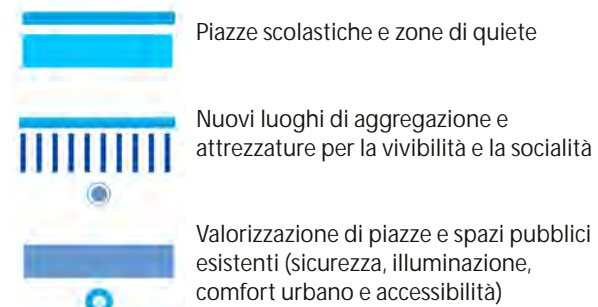 Piazze scolastiche e zone di quiete
Nuovi luoghi di aggregazione e
attrezzature per la vivibilità e la socialità
Valorizzazione di piazze e spazi pubblici
esistenti (sicurezza, illuminazione,
comfort urbano e accessibilità)